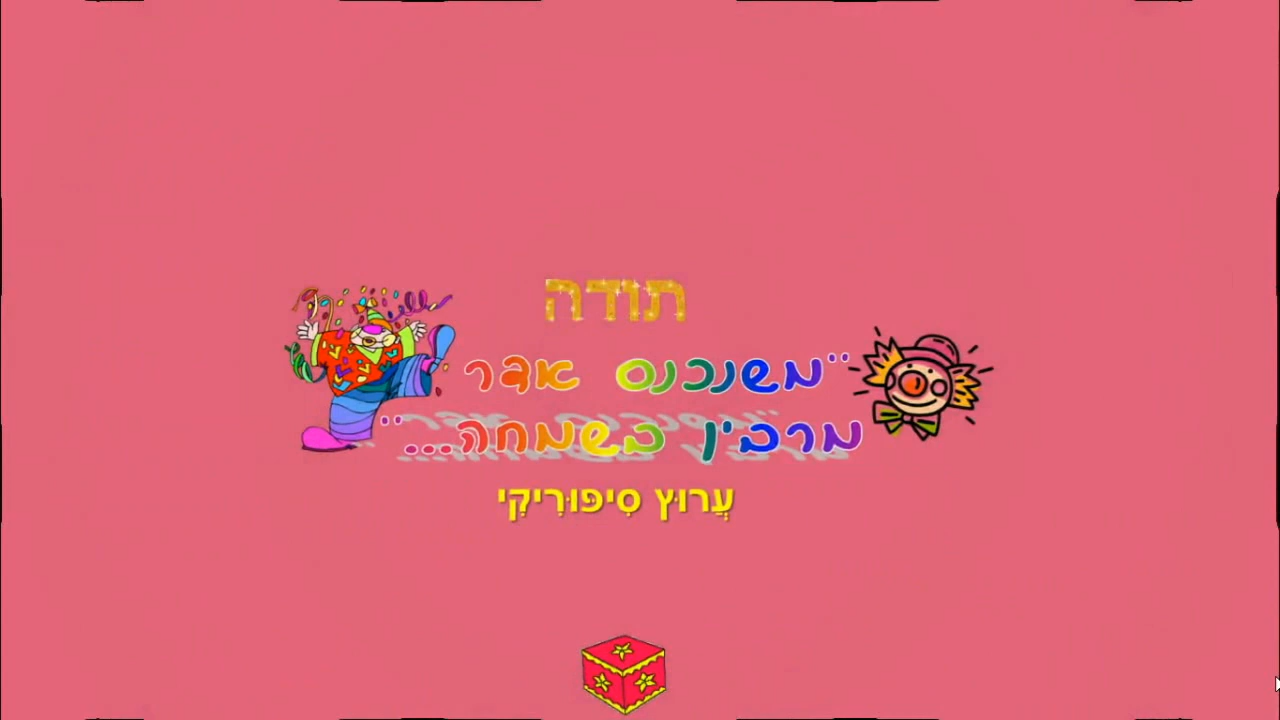 תודה
"משנכנס אדר
מרבין בשמחה..."
עֲרוּץ סִיפּוּרִיקִי